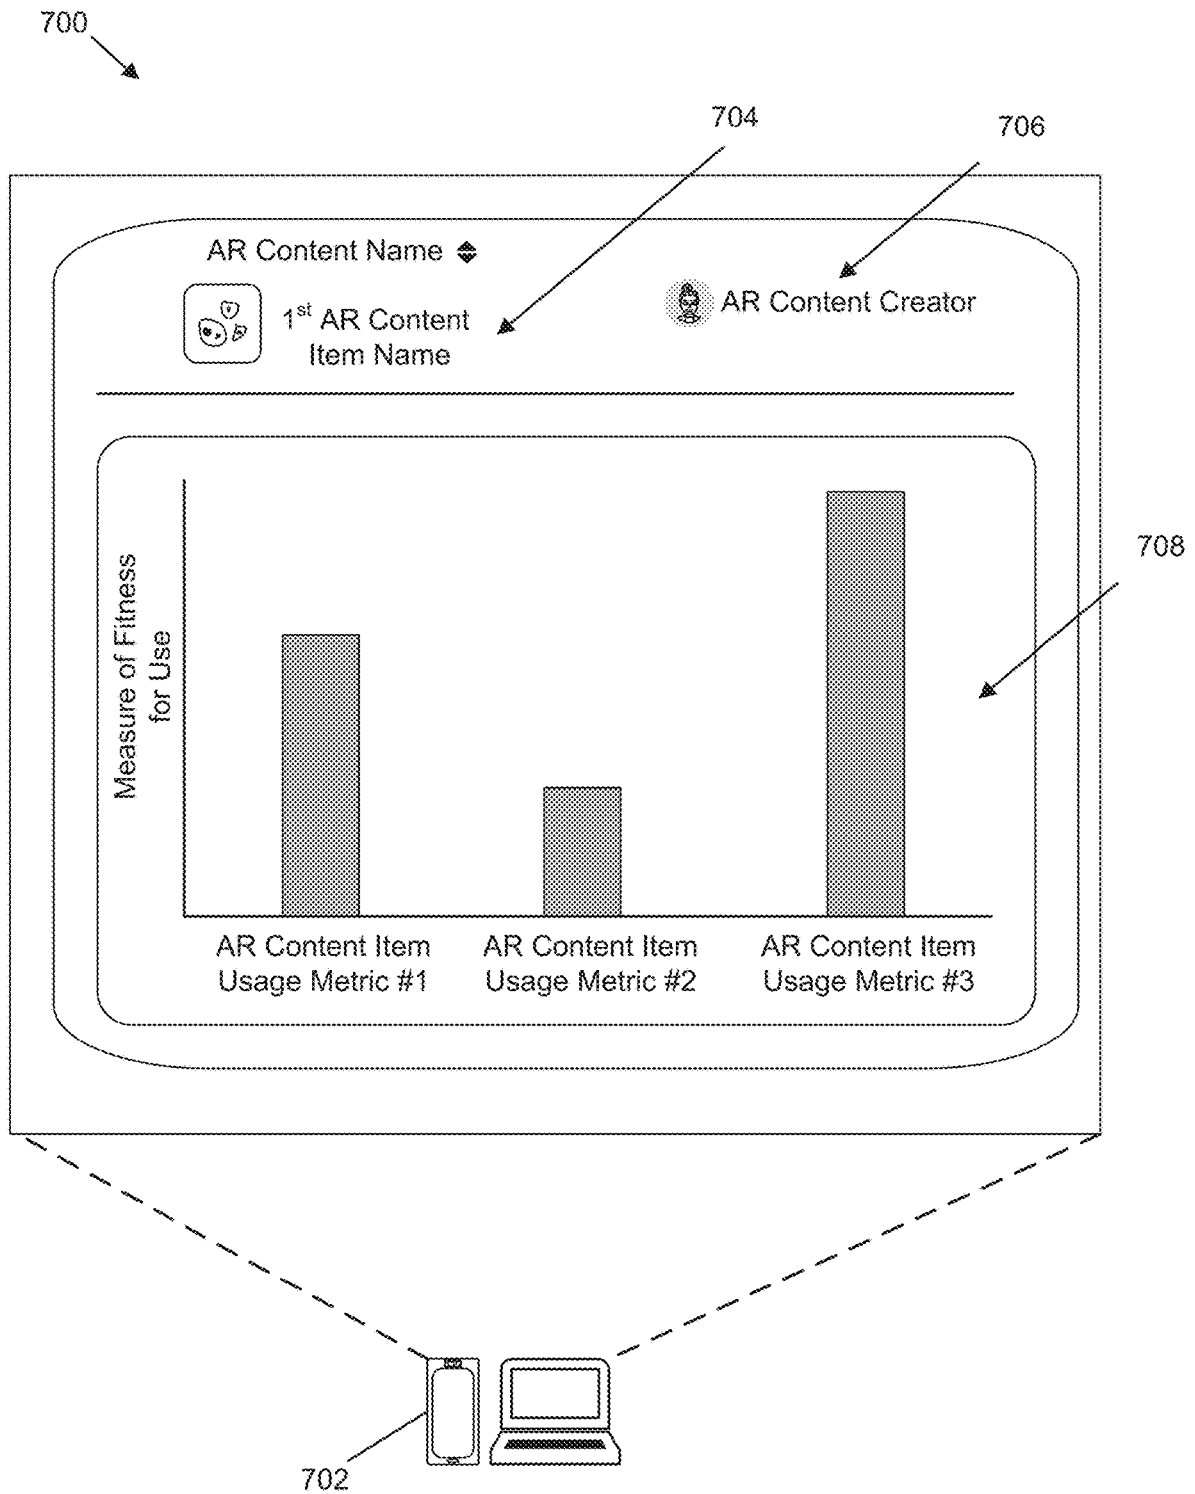 700
704
706
AR Content Name
1st AR Content
Item Name
AR Content Creator
708
Measure of Fitness
for Use
AR Content Item
Usage Metric #1
AR Content Item
Usage Metric #2
AR Content Item
Usage Metric #3
702